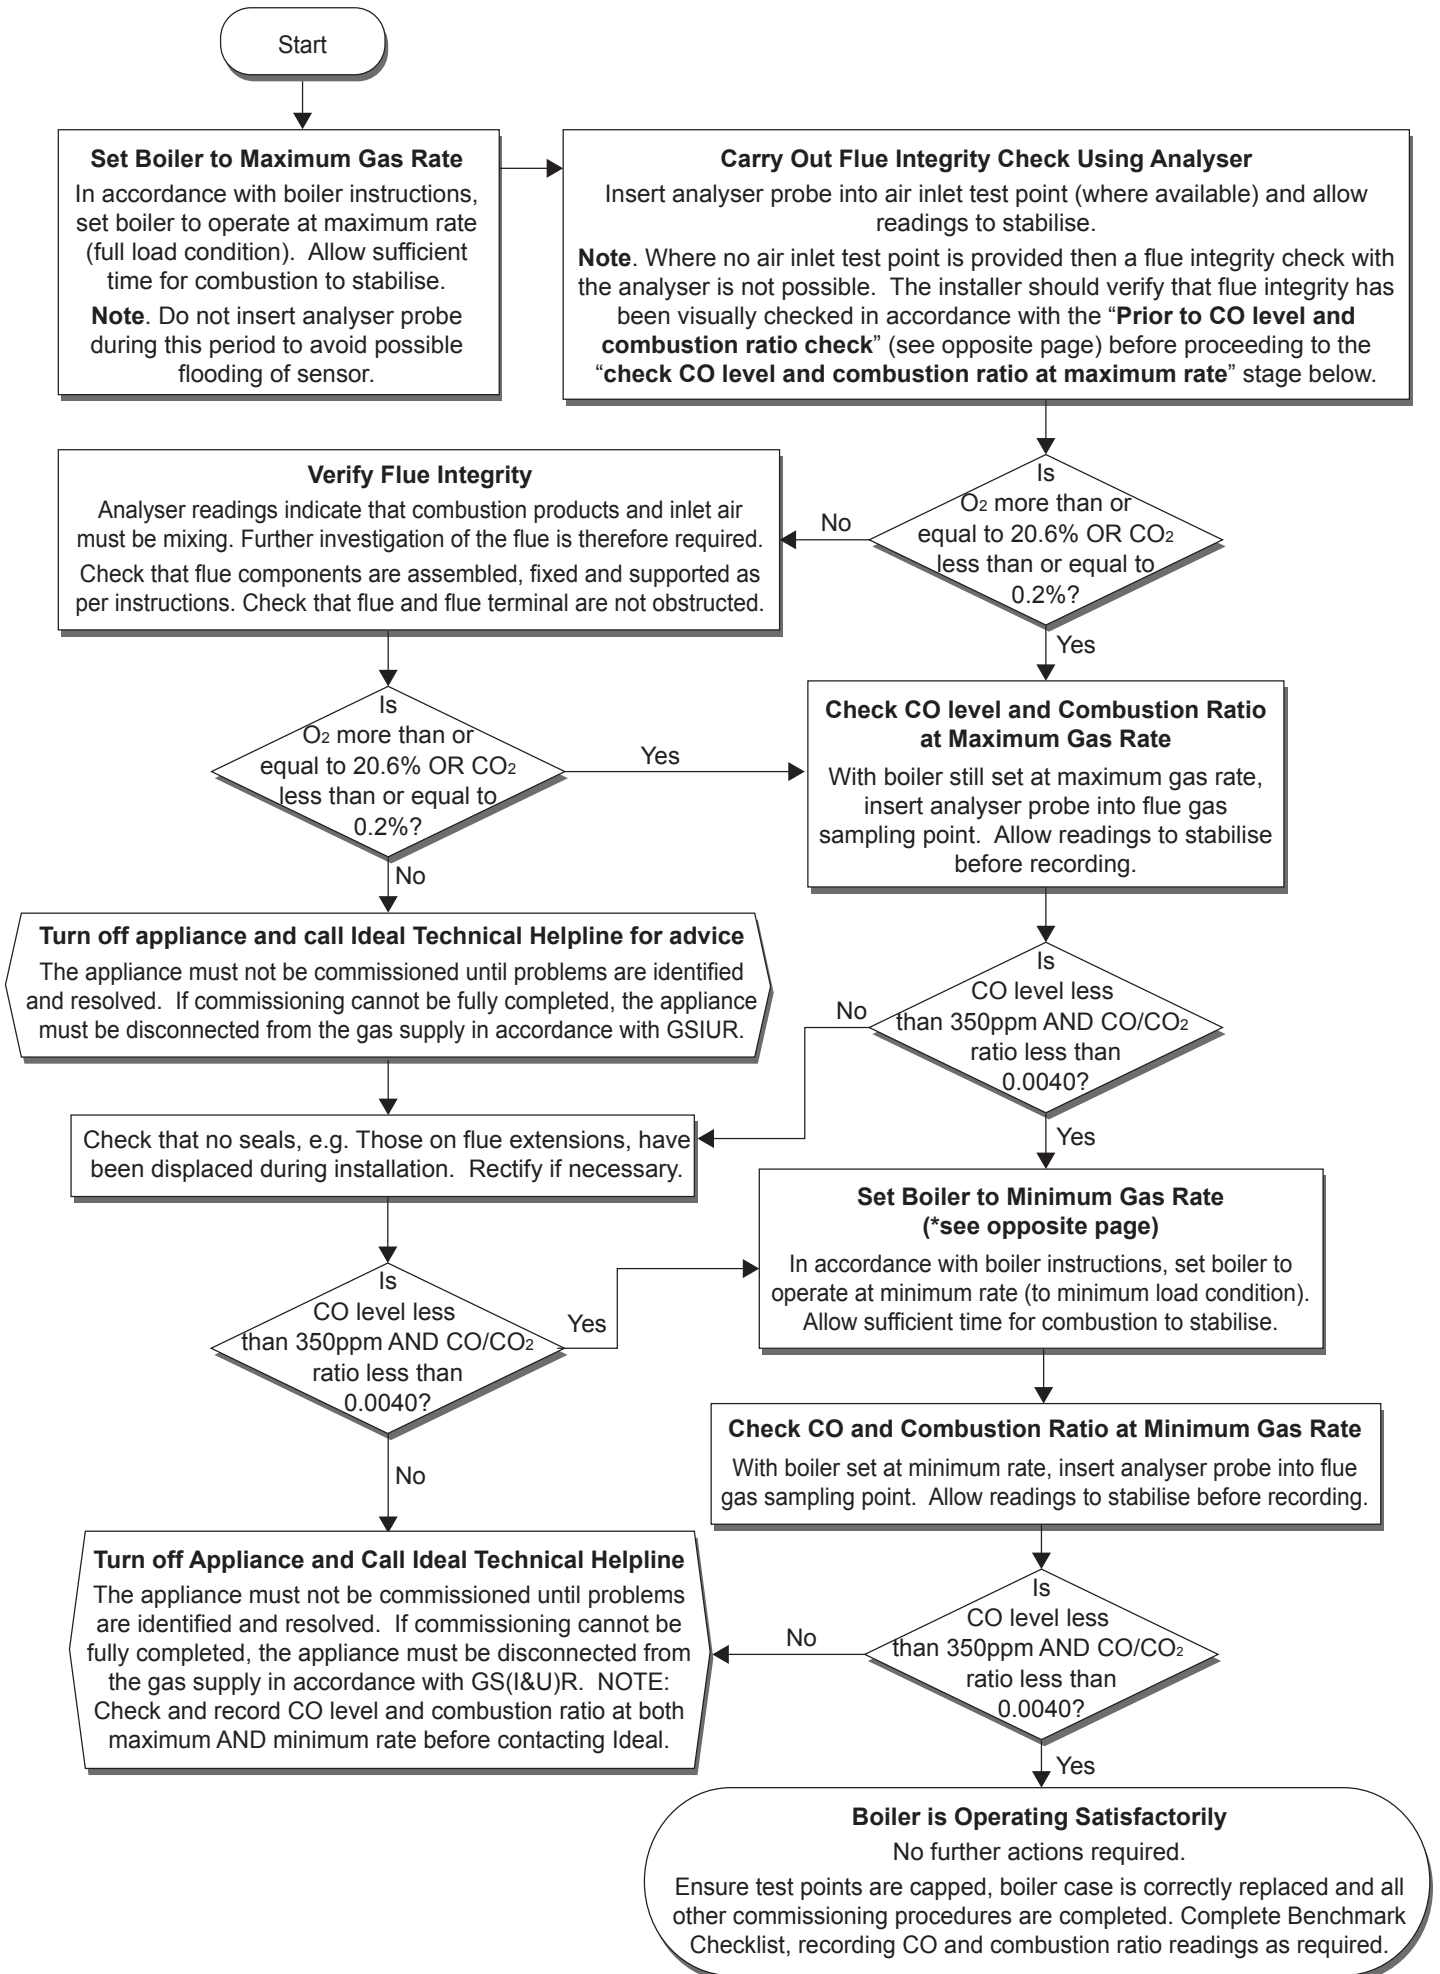 Start
Set Boiler to Maximum Gas Rate
In accordance with boiler instructions,
set boiler to operate at maximum rate
(full load condition). Allow sufficient
time for combustion to stabilise.
Note. Do not insert analyser probe
during this period to avoid possible
flooding of sensor.
Carry Out Flue Integrity Check Using Analyser
Insert analyser probe into air inlet test point (where available) and allow
readings to stabilise.
Note. Where no air inlet test point is provided then a flue integrity check with
the analyser is not possible. The installer should verify that flue integrity has
been visually checked in accordance with the “Prior to CO level and
combustion ratio check” (see opposite page) before proceeding to the
“check CO level and combustion ratio at maximum rate” stage below.
Is
O2 more than or
equal to 20.6% OR CO2
less than or equal to
0.2%?
No
Yes
Verify Flue Integrity
Analyser readings indicate that combustion products and inlet air
must be mixing. Further investigation of the flue is therefore required.
Check that flue components are assembled, fixed and supported as
per instructions. Check that flue and flue terminal are not obstructed.
Is
O2 more than or
equal to 20.6% OR CO2
less than or equal to
0.2%?
Yes
No
Check CO level and Combustion Ratio
at Maximum Gas Rate
With boiler still set at maximum gas rate,
insert analyser probe into flue gas
sampling point. Allow readings to stabilise
before recording.
Turn off appliance and call Ideal Technical Helpline for advice
The appliance must not be commissioned until problems are identified
and resolved. If commissioning cannot be fully completed, the appliance
must be disconnected from the gas supply in accordance with GSIUR.
Is
CO level less
than 350ppm AND CO/CO2
ratio less than
0.0040?
No
Yes
Check that no seals, e.g. Those on flue extensions, have
been displaced during installation. Rectify if necessary.
Set Boiler to Minimum Gas Rate
(*see opposite page)
In accordance with boiler instructions, set boiler to
operate at minimum rate (to minimum load condition).
Allow sufficient time for combustion to stabilise.
Is
CO level less
than 350ppm AND CO/CO2
ratio less than
0.0040?
Yes
No
Check CO and Combustion Ratio at Minimum Gas Rate
With boiler set at minimum rate, insert analyser probe into flue
gas sampling point. Allow readings to stabilise before recording.
Turn off Appliance and Call Ideal Technical Helpline
The appliance must not be commissioned until problems
are identified and resolved. If commissioning cannot be
fully completed, the appliance must be disconnected from
the gas supply in accordance with GS(I&U)R. NOTE:
Check and record CO level and combustion ratio at both
maximum AND minimum rate before contacting Ideal.
Is
CO level less
than 350ppm AND CO/CO2
ratio less than
0.0040?
No
Yes
Boiler is Operating Satisfactorily
No further actions required.
Ensure test points are capped, boiler case is correctly replaced and all
other commissioning procedures are completed. Complete Benchmark
Checklist, recording CO and combustion ratio readings as required.